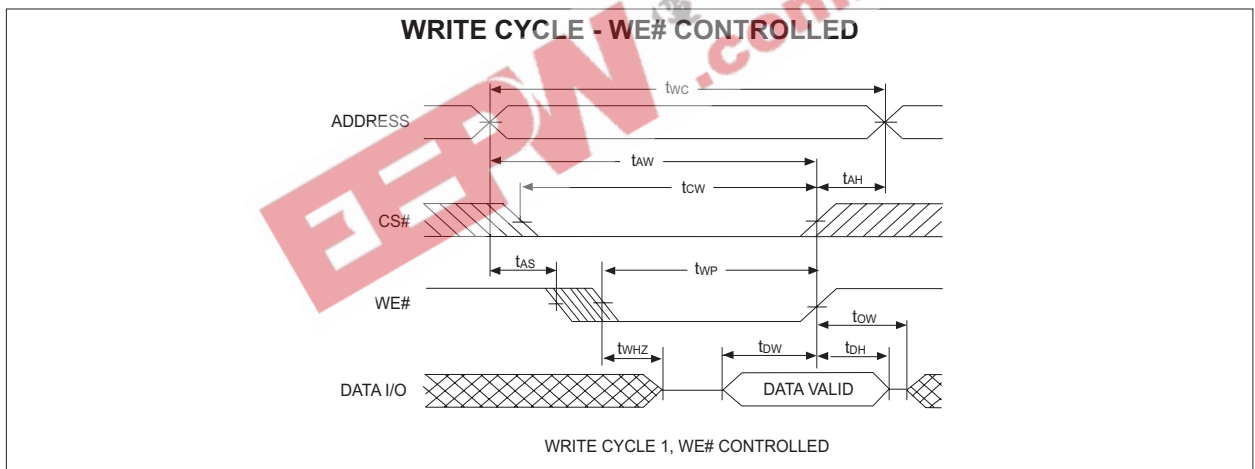 WRITE CYCLE - WE# CONTROLLED
tWC
ADDRESS
tAW
tCW
tAH
CS#
tAS
tWP
WE#
tOW
tWHZ
tDW
tDH
DATA I/O
DATA VALID
WRITE CYCLE 1, WE# CONTROLLED
EEPW
.com